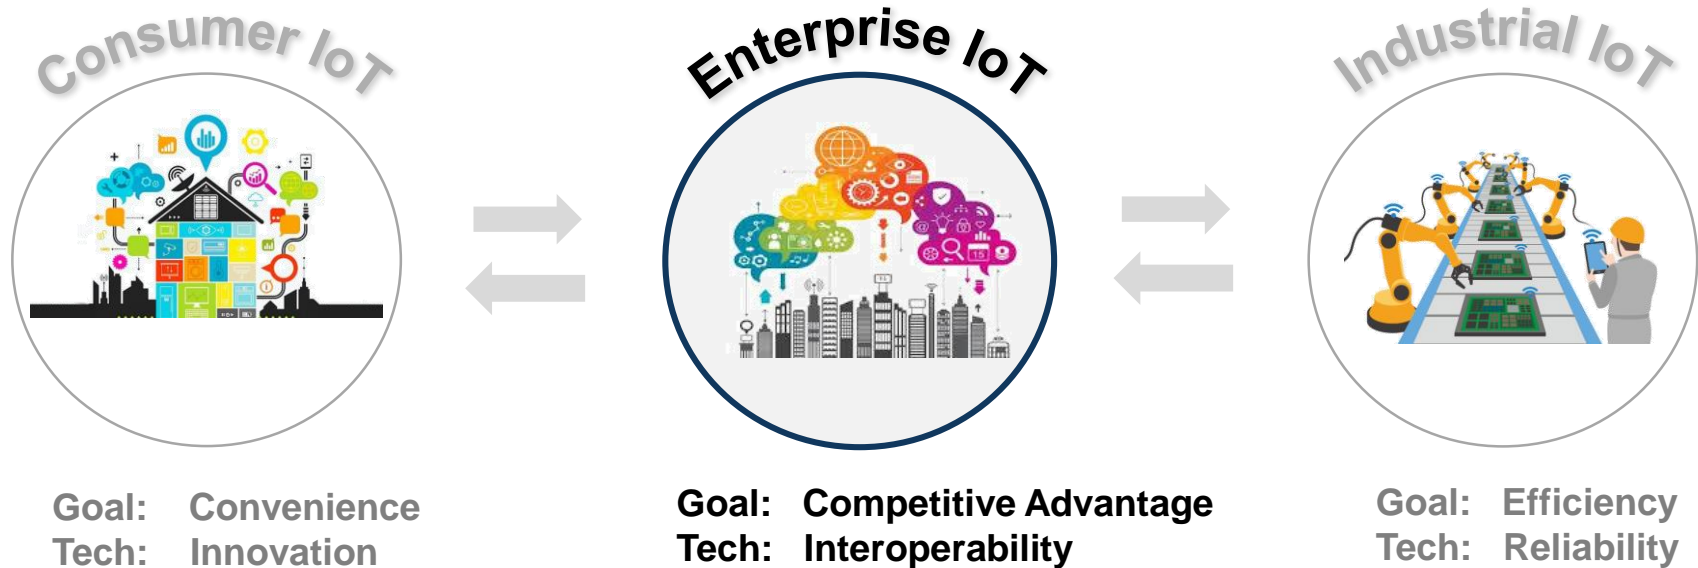 Consumer IoT
Enterprise IoT
Industrial IoT
Goal: Convenience
Tech: Innovation
Goal: Competitive Advantage
Tech: Interoperability
Goal: Efficiency
Tech: Reliability